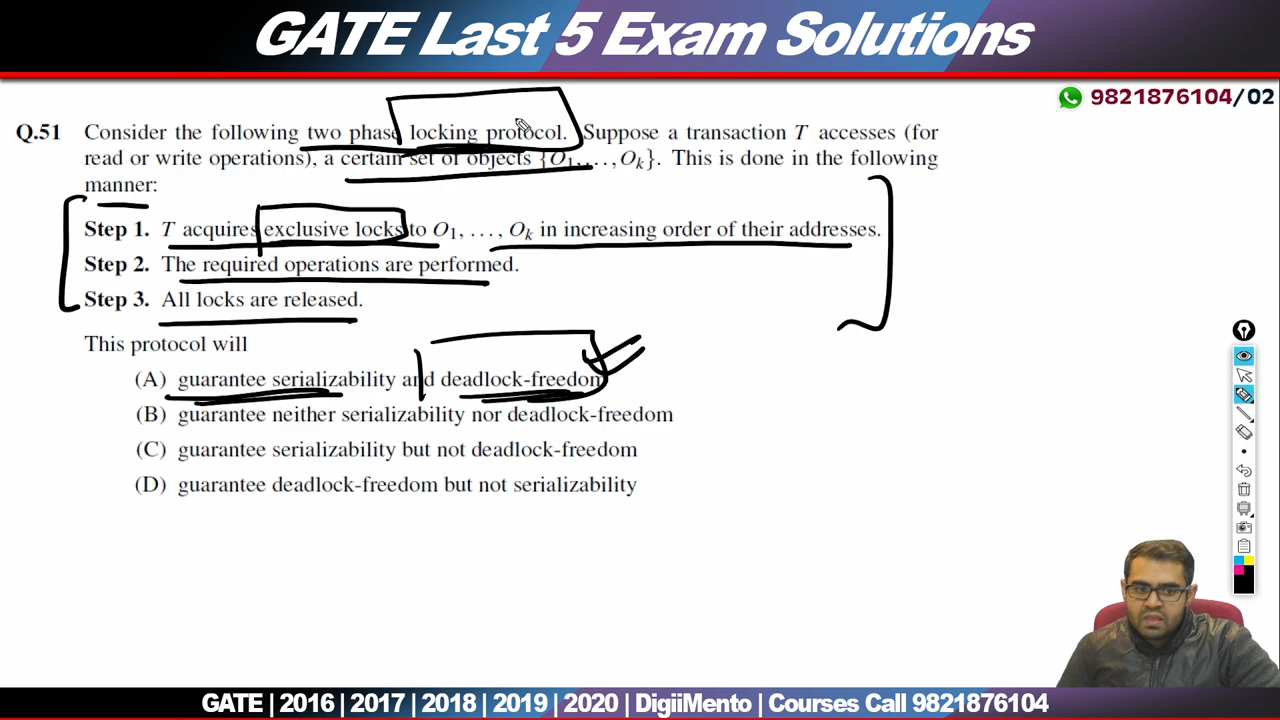 GATE Last 5 Exam Solutions
9821876104/02
Q.51 Consider the following two phase locking protocol. Suppose a transaction T accesses (for
read or write operations), a certain set of objects {O1,...,Ok}. This is done in the following
manner:
Step 1. T acquires exclusive locks to O1, ..., Ok in increasing order of their addresses.
Step 2. The required operations are performed.
Step 3. All locks are released.
This protocol will
(A) guarantee serializability and deadlock-freedom
(B) guarantee neither serializability nor deadlock-freedom
(C) guarantee serializability but not deadlock-freedom
(D) guarantee deadlock-freedom but not serializability
GATE | 2016 | 2017 | 2018 | 2019 | 2020 | DigiiMento | Courses Call 9821876104